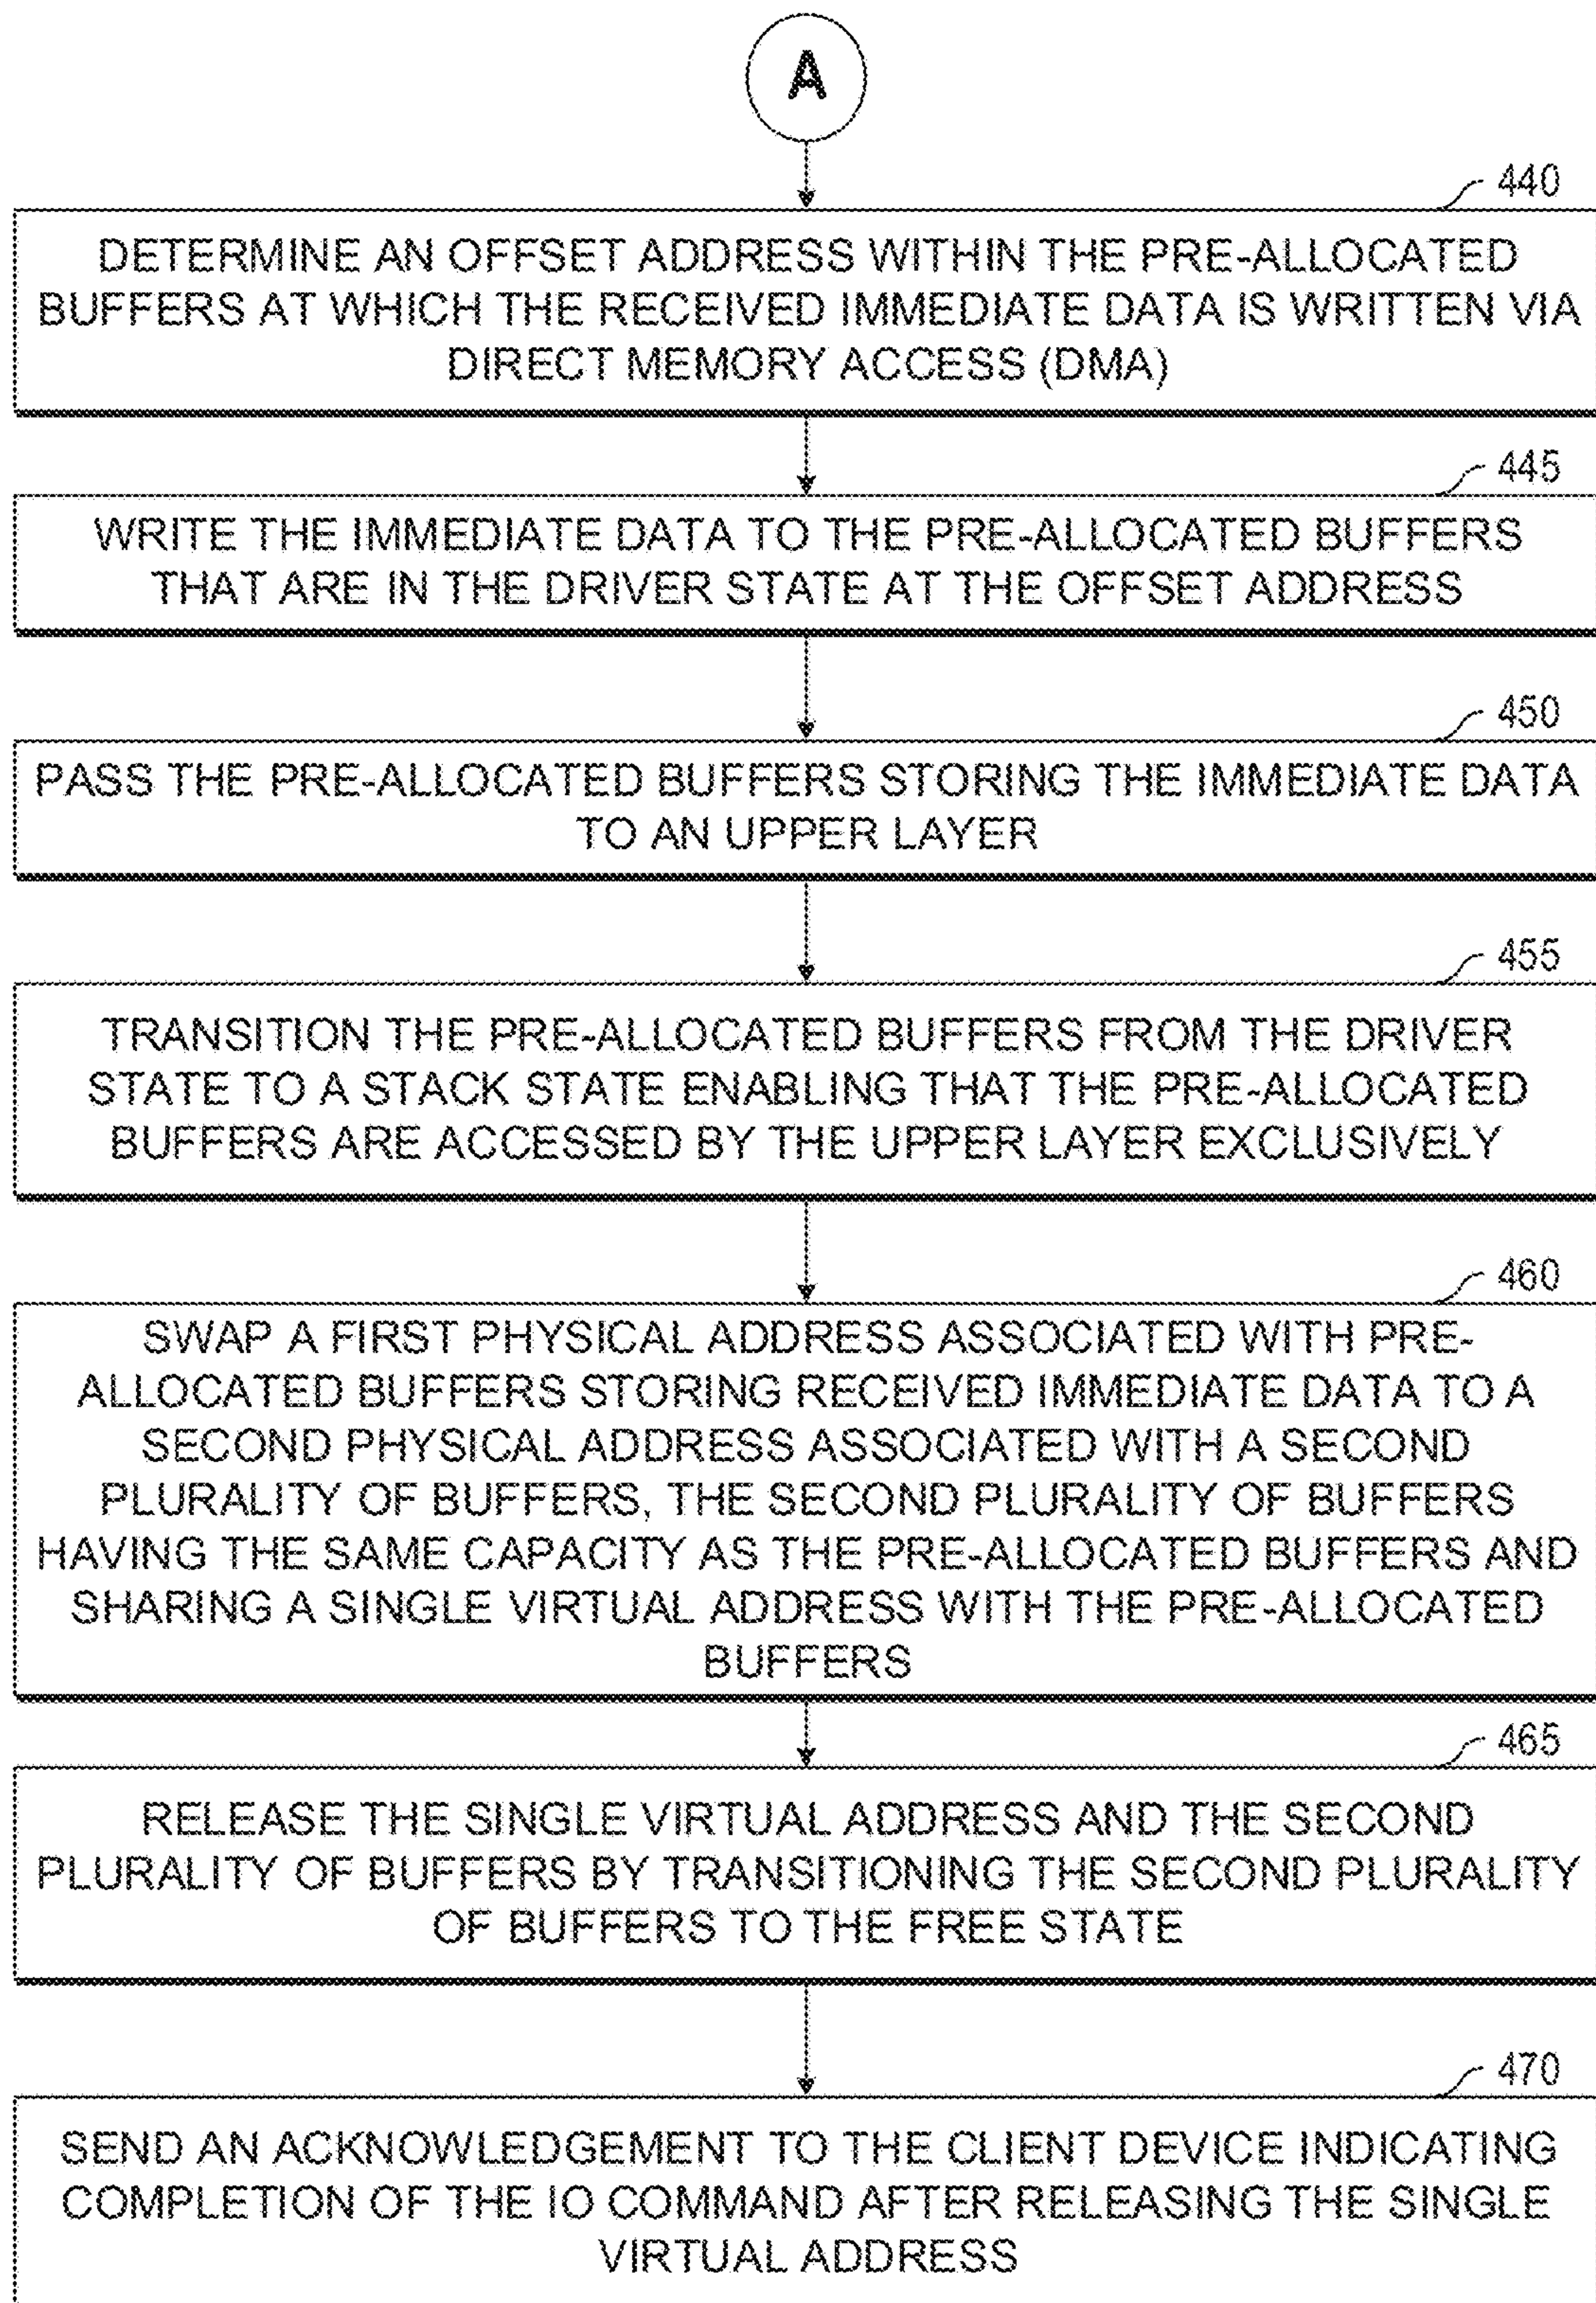 A
440
DETERMINE AN OFFSET ADDRESS WITHIN THE PRE-ALLOCATED
BUFFERS AT WHICH THE RECEIVED IMMEDIATE DATA IS WRITTEN VIA
DIRECT MEMORY ACCESS (DMA)
445
WRITE THE IMMEDIATE DATA TO THE PRE-ALLOCATED BUFFERS
THAT ARE IN THE DRIVER STATE AT THE OFFSET ADDRESS
450
PASS THE PRE-ALLOCATED BUFFERS STORING THE IMMEDIATE DATA
TO AN UPPER LAYER
455
TRANSITION THE PRE-ALLOCATED BUFFERS FROM THE DRIVER
STATE TO A STACK STATE ENABLING THAT THE PRE-ALLOCATED
BUFFERS ARE ACCESSED BY THE UPPER LAYER EXCLUSIVELY
460
SWAP A FIRST PHYSICAL ADDRESS ASSOCIATED WITH PRE-
ALLOCATED BUFFERS STORING RECEIVED IMMEDIATE DATA TO A
SECOND PHYSICAL ADDRESS ASSOCIATED WITH A SECOND
PLURALITY OF BUFFERS, THE SECOND PLURALITY OF BUFFERS
HAVING THE SAME CAPACITY AS THE PRE-ALLOCATED BUFFERS AND
SHARING A SINGLE VIRTUAL ADDRESS WITH THE PRE-ALLOCATED
BUFFERS
465
RELEASE THE SINGLE VIRTUAL ADDRESS AND THE SECOND
PLURALITY OF BUFFERS BY TRANSITIONING THE SECOND PLURALITY
OF BUFFERS TO THE FREE STATE
470
SEND AN ACKNOWLEDGEMENT TO THE CLIENT DEVICE INDICATING
COMPLETION OF THE IO COMMAND AFTER RELEASING THE SINGLE
VIRTUAL ADDRESS